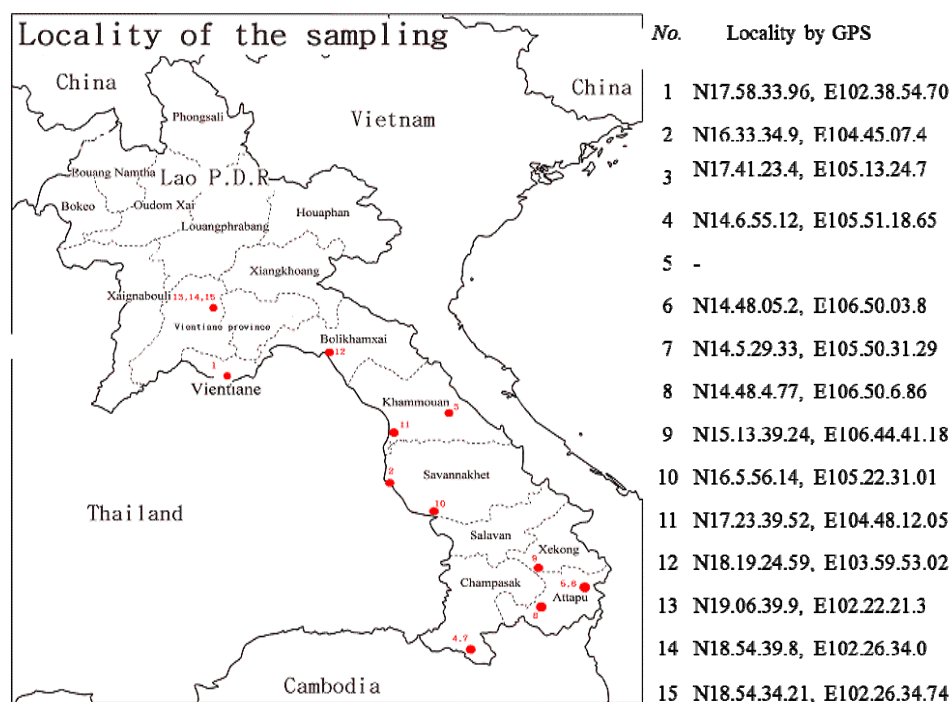 Locality of the sampling
China
China
Phongsali
Vietnam
Bouang Namtha
Lao P.D.R
Bokeo
Oudom Xai
Houaphan
Louangphrabang
Xiangkhoang
Xaignabouli
13,14,15
Vientiane province
Bolikhamxai
12
1
Vientiane
Khammouan
3
11
2
Savannakhet
10
Thailand
Salavan
Xekong
9
Champasak
5,6
Attapu
8
4,7
Cambodia
No. Locality by GPS
1 N17.58.33.96, E102.38.54.70
2 N16.33.34.9, E104.45.07.4
3 N17.41.23.4, E105.13.24.7
4 N14.6.55.12, E105.51.18.65
5 -
6 N14.48.05.2, E106.50.03.8
7 N14.5.29.33, E105.50.31.29
8 N14.48.4.77, E106.50.6.86
9 N15.13.39.24, E106.44.41.18
10 N16.5.56.14, E105.22.31.01
11 N17.23.39.52, E104.48.12.05
12 N18.19.24.59, E103.59.53.02
13 N19.06.39.9, E102.22.21.3
14 N18.54.39.8, E102.26.34.0
15 N18.54.34.21, E102.26.34.74